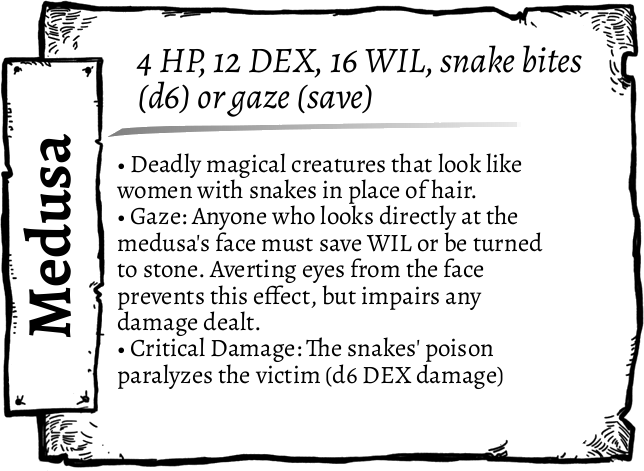 Medusa
4 HP, 12 DEX, 16 WIL, snake bites
(d6) or gaze (save)
• Deadly magical creatures that look like
women with snakes in place of hair.
• Gaze: Anyone who looks directly at the
medusa's face must save WIL or be turned
to stone. Averting eyes from the face
prevents this effect, but impairs any
damage dealt.
• Critical Damage: The snakes' poison
paralyzes the victim (d6 DEX damage)